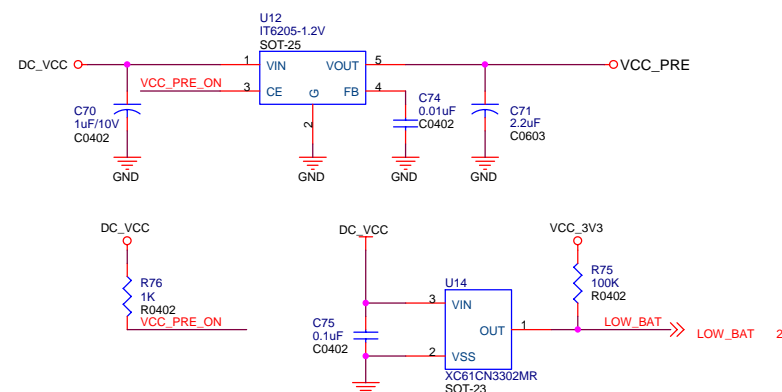 U12
IT6205-1.2V
SOT-25
DC_VCC
1
VIN
VOUT
5
VCC_PRE
VCC_PRE_ON
3
CE
G
FB
4
2
C70
1uF/10V
C0402
C74
0.01uF
C0402
C71
2.2uF
C0603
GND
GND
GND
GND
DC_VCC
R76
1K
R0402
VCC_PRE_ON
DC_VCC
U14
3
VIN
OUT
1
2
VSS
C75
0.1uF
C0402
XC61CN3302MR
SOT-23
VCC_3V3
R75
100K
R0402
LOW_BAT
LOW_BAT 2